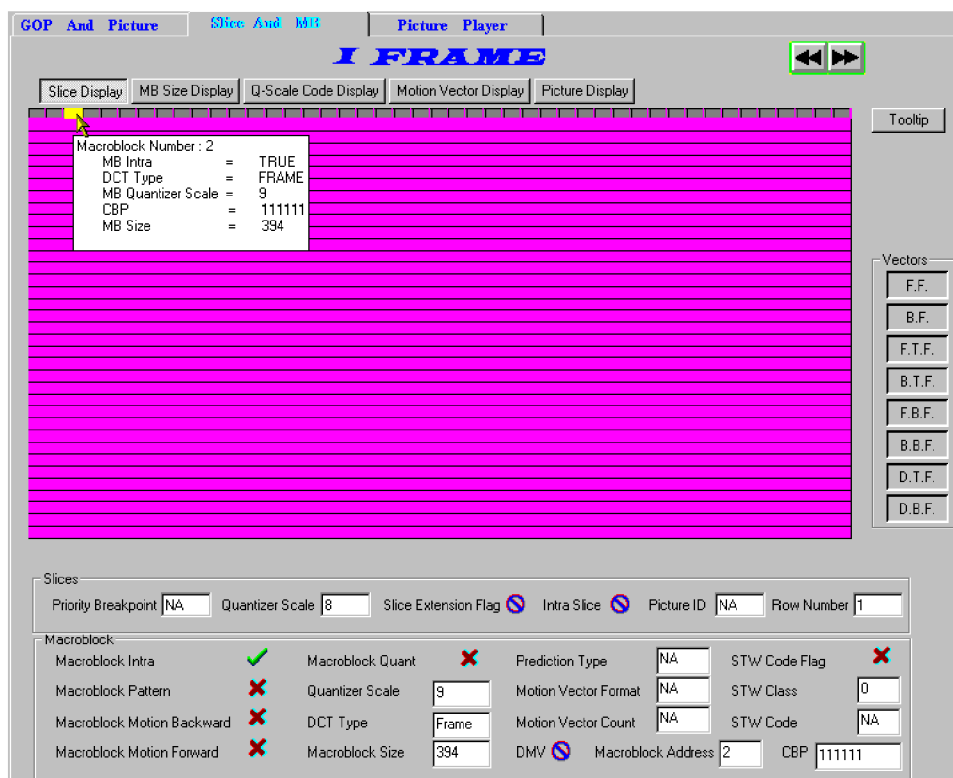 GOP And Picture Slice And MB Picture Player
I FRAME
Slice Display MB Size Display Q-Scale Code Display Motion Vector Display Picture Display
Tooltip
Macroblock Number : 2
MB Intra = TRUE
DCT Type = FRAME
MB Quantizer Scale = 9
CBP = 111111
MB Size = 394
Vectors
F.F.
B.F.
F.T.F.
B.T.F.
F.B.F.
B.B.F.
D.T.F.
D.B.F.
Slices
Priority Breakpoint NA Quantizer Scale 8 Slice Extension Flag Intra Slice Picture ID NA Row Number 1
Macroblock
Macroblock Intra Macroblock Quant Prediction Type NA STW Code Flag
Macroblock Pattern Quantizer Scale 9 Motion Vector Format NA STW Class 0
Macroblock Motion Backward DCT Type Frame Motion Vector Count NA STW Code NA
Macroblock Motion Forward Macroblock Size 394 DMV Macroblock Address 2 CBP 111111